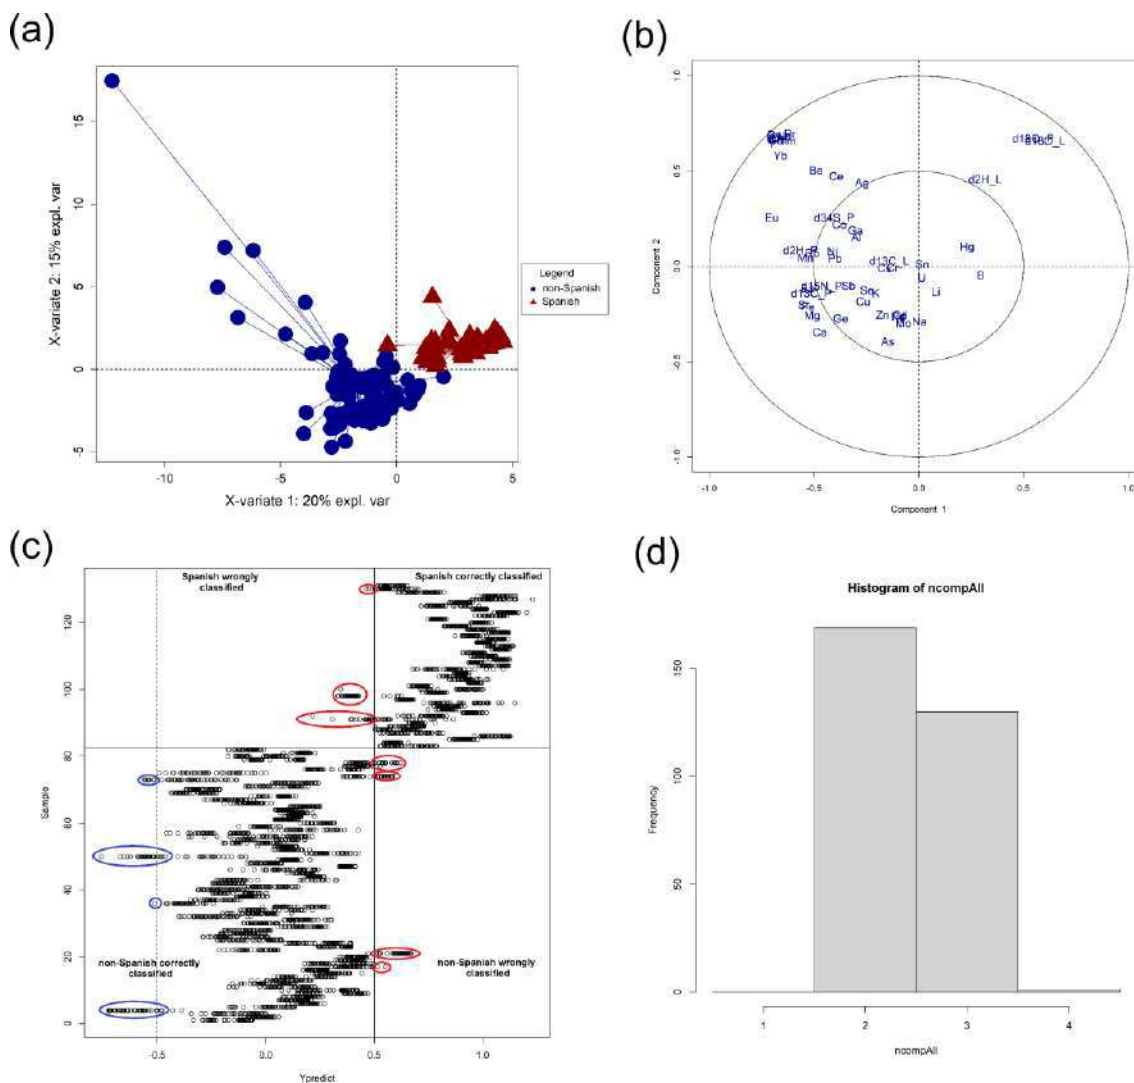 (a)
(b)
15
10
5
0
-5
-10
-5
0
5
X-variate 2: 15% expl. var
X-variate 1: 20% expl. var
Legend
non-Spanish
Spanish
1.0
0.5
0.0
-0.5
-1.0
-1.0
-0.5
0.0
0.5
1.0
Component 2
Component 1
Yb
Ba
Ce
Ag
d2H_L
Eu
d34S_P
Co
Ga
Al
Hg
Ni
Mn
Pb
d13C_L
Cs
Cr
Sn
U
B
d15N_P
Sb
Li
K
Cu
Mg
Ge
Zn
Mo
Na
Ca
As
(c)
(d)
Spanish wrongly
classified
Spanish correctly classified
non-Spanish correctly
classified
non-Spanish wrongly
classified
120
100
80
60
40
20
0
Sample
-0.5
0.0
0.5
1.0
Ypredict
Histogram of ncompAll
150
100
50
0
Frequency
1
2
3
4
ncompAll